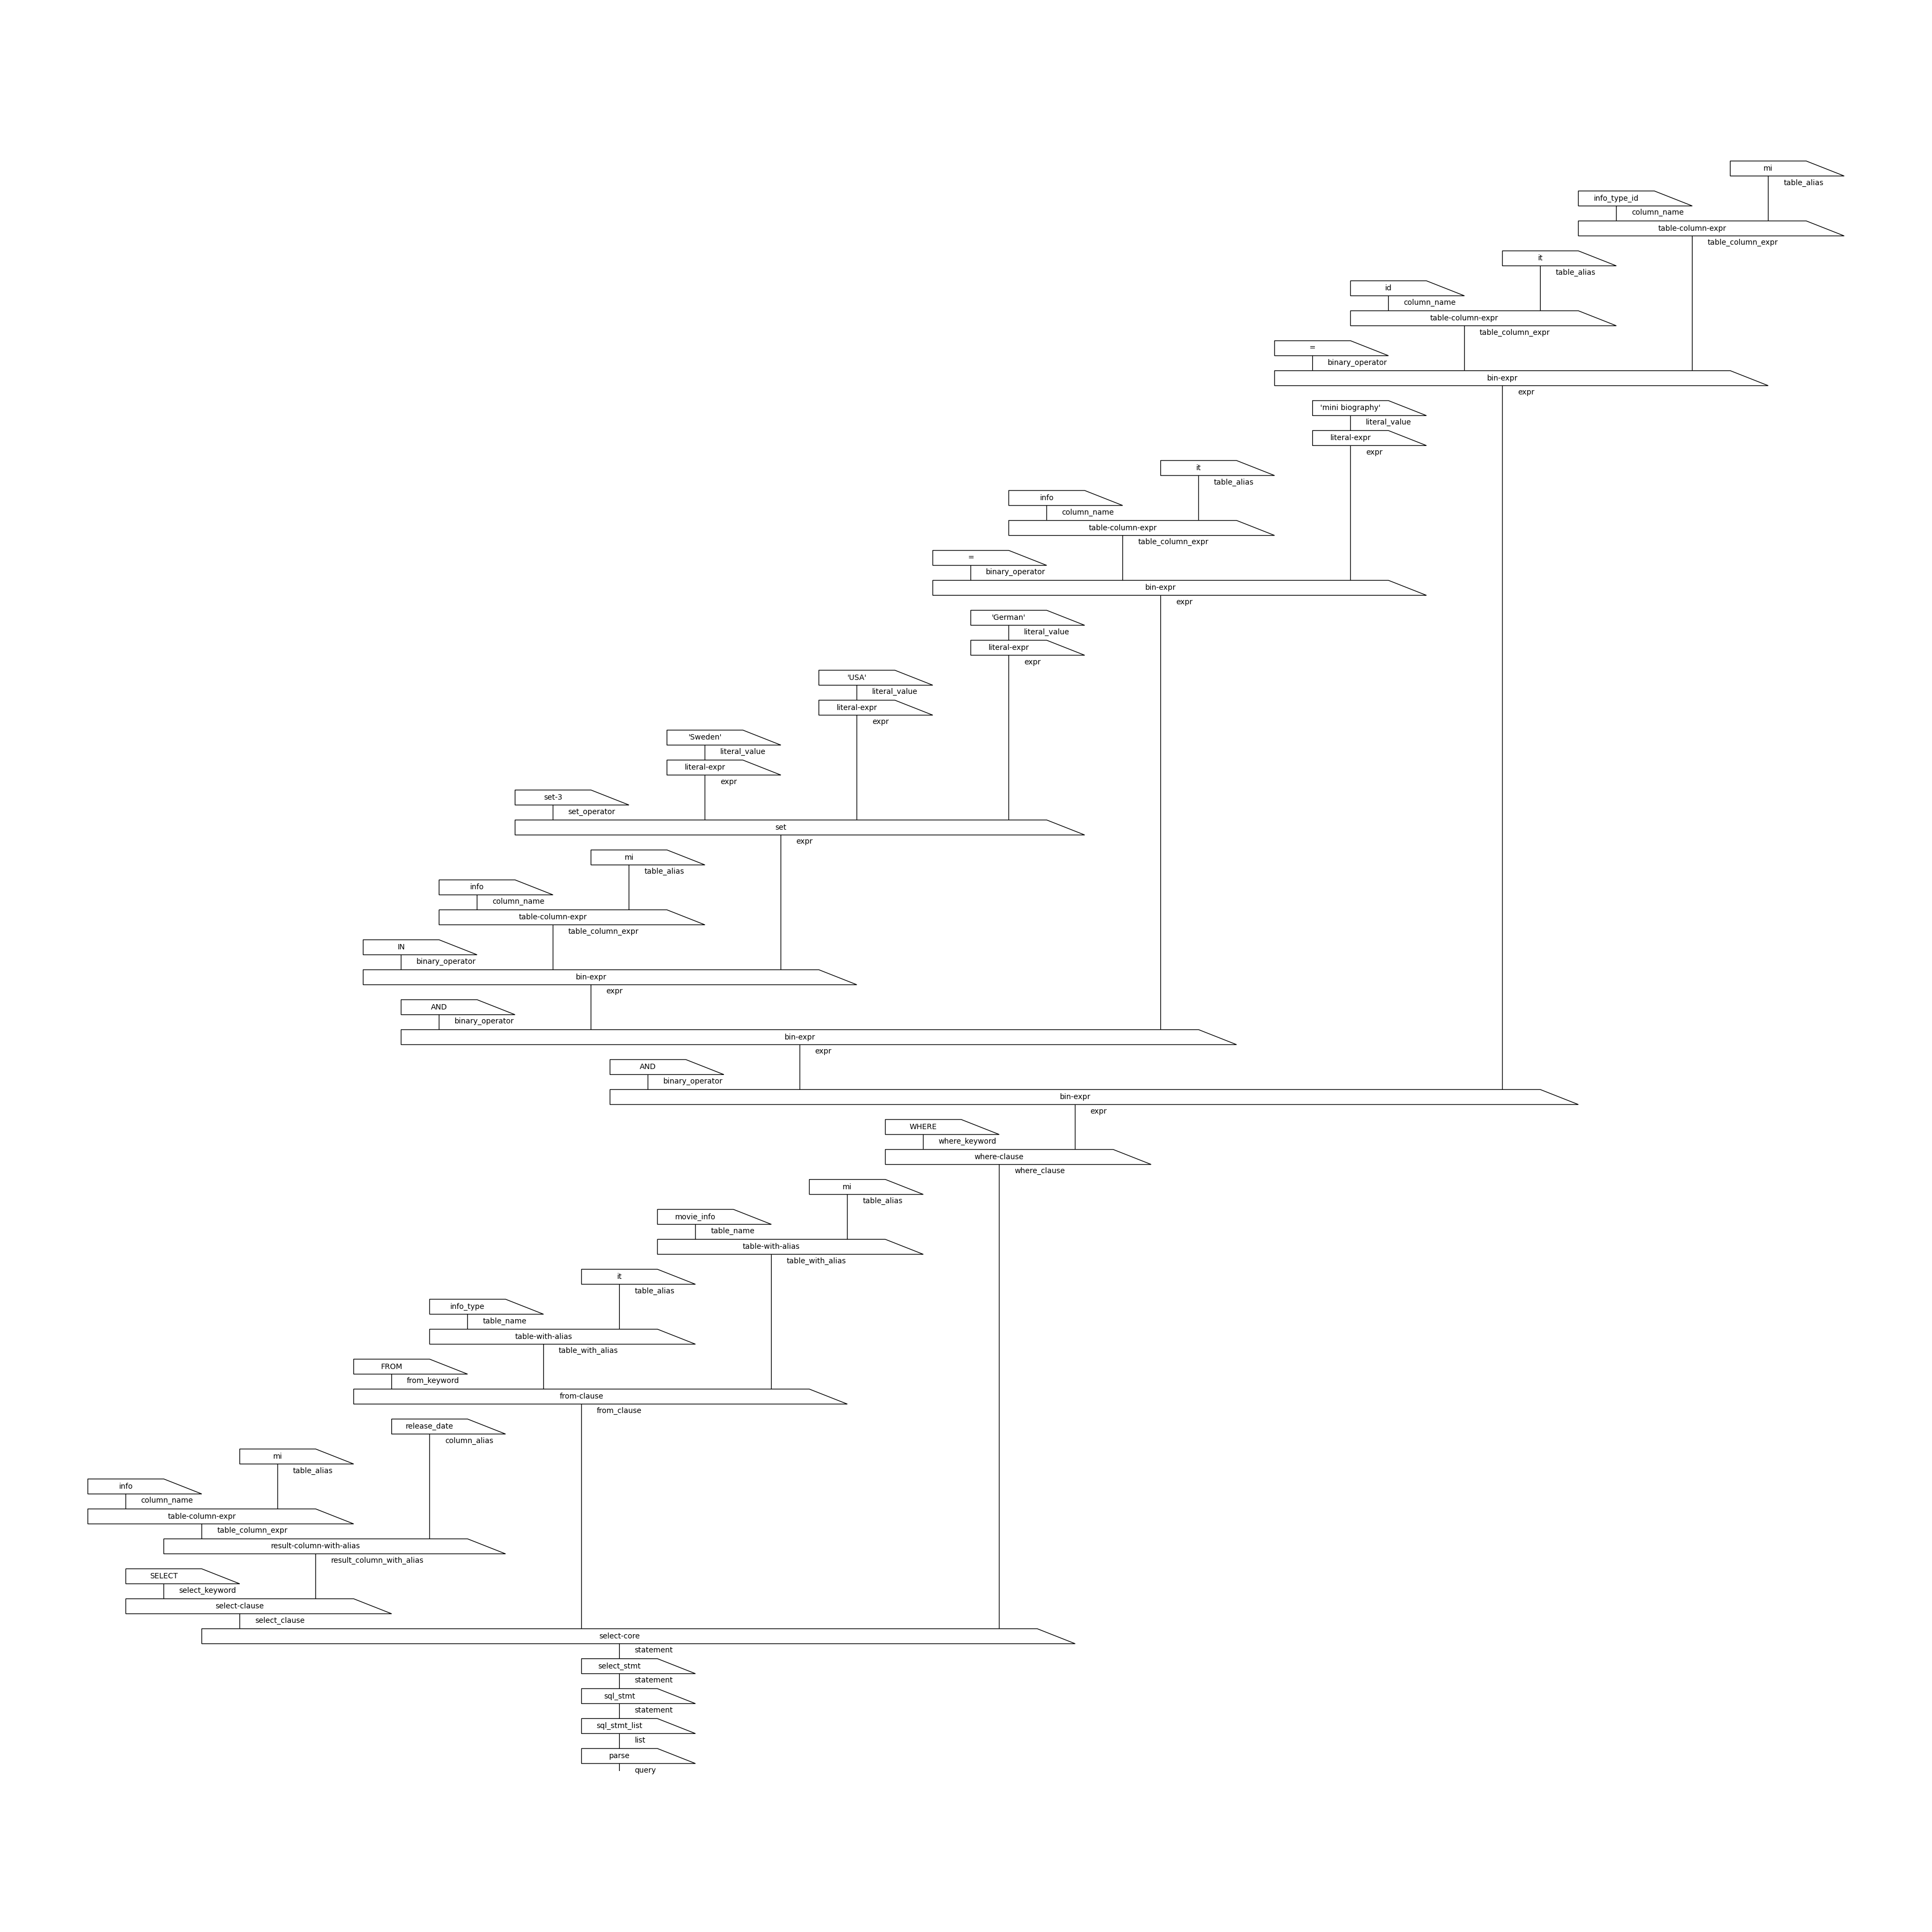 mi
table_alias
info_type_id
column_name
table-column-expr
table_column_expr
it
table_alias
id
column_name
table-column-expr
table_column_expr
=
binary_operator
bin-expr
expr
'mini biography'
literal_value
literal-expr
expr
it
table_alias
info
column_name
table-column-expr
table_column_expr
=
binary_operator
bin-expr
expr
'German'
literal_value
literal-expr
expr
'USA'
literal_value
literal-expr
expr
'Sweden'
literal_value
literal-expr
expr
set-3
set_operator
set
expr
mi
table_alias
info
column_name
table-column-expr
table_column_expr
IN
binary_operator
bin-expr
expr
AND
binary_operator
bin-expr
expr
AND
binary_operator
bin-expr
expr
WHERE
where_keyword
where-clause
where_clause
mi
table_alias
movie_info
table_name
table-with-alias
table_with_alias
it
table_alias
info_type
table_name
table-with-alias
table_with_alias
FROM
from_keyword
from-clause
from_clause
release_date
column_alias
mi
table_alias
info
column_name
table-column-expr
table_column_expr
result-column-with-alias
result_column_with_alias
SELECT
select_keyword
select-clause
select_clause
select-core
statement
select_stmt
statement
sql_stmt
statement
sql_stmt_list
list
parse
query